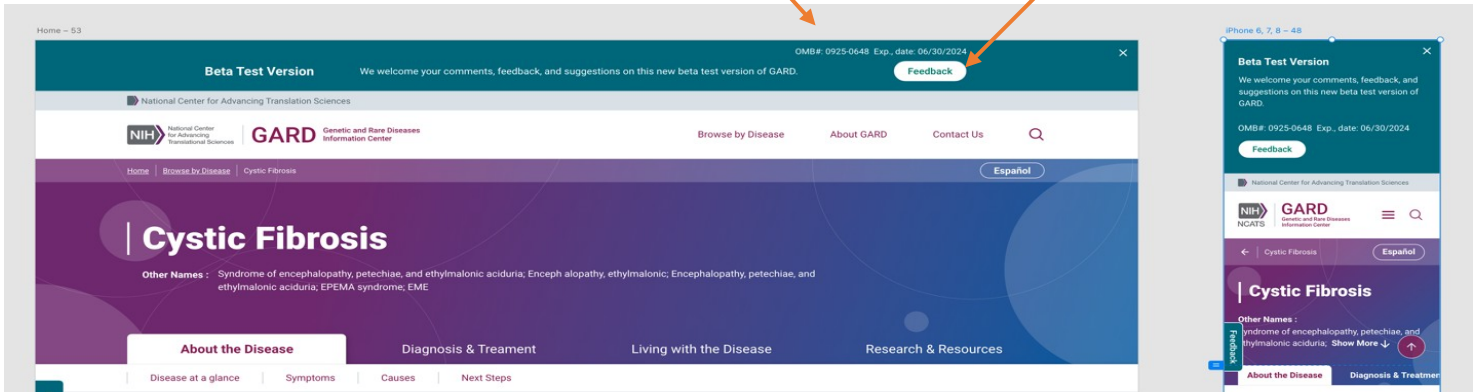 Home – 53
OMB#: 0925-0648 Exp., date: 06/30/2024
Beta Test Version
We welcome your comments, feedback, and suggestions on this new beta test version of GARD.
Feedback
National Center for Advancing Translation Sciences
NIH
National Center
for Advancing
Translational Sciences
GARD
Genetic and Rare Diseases
Information Center
Browse by Disease
About GARD
Contact Us
Home | Browse by Disease | Cystic Fibrosis
Español
Cystic Fibrosis
Other Names : Syndrome of encephalopathy, petechiae, and ethylmalonic aciduria; Enceph alopathy, ethylmalonic; Encephalopathy, petechiae, and
ethylmalonic aciduria; EPEMA syndrome; EME
About the Disease
Diagnosis & Treament
Living with the Disease
Research & Resources
Disease at a glance
Symptoms
Causes
Next Steps
iPhone 6, 7, 8 – 48
Beta Test Version
We welcome your comments, feedback, and
suggestions on this new beta test version of
GARD.
OMB#: 0925-0648 Exp., date: 06/30/2024
Feedback
National Center for Advancing Translation Sciences
NIH
NCATS
GARD
Genetic and Rare Diseases
Information Center
Cystic Fibrosis
Español
Cystic Fibrosis
Other Names :
yndrome of encephalopathy, petechiae, and
thylmalonic aciduria; Show More
Feedback
About the Disease
Diagnosis & Treatmen